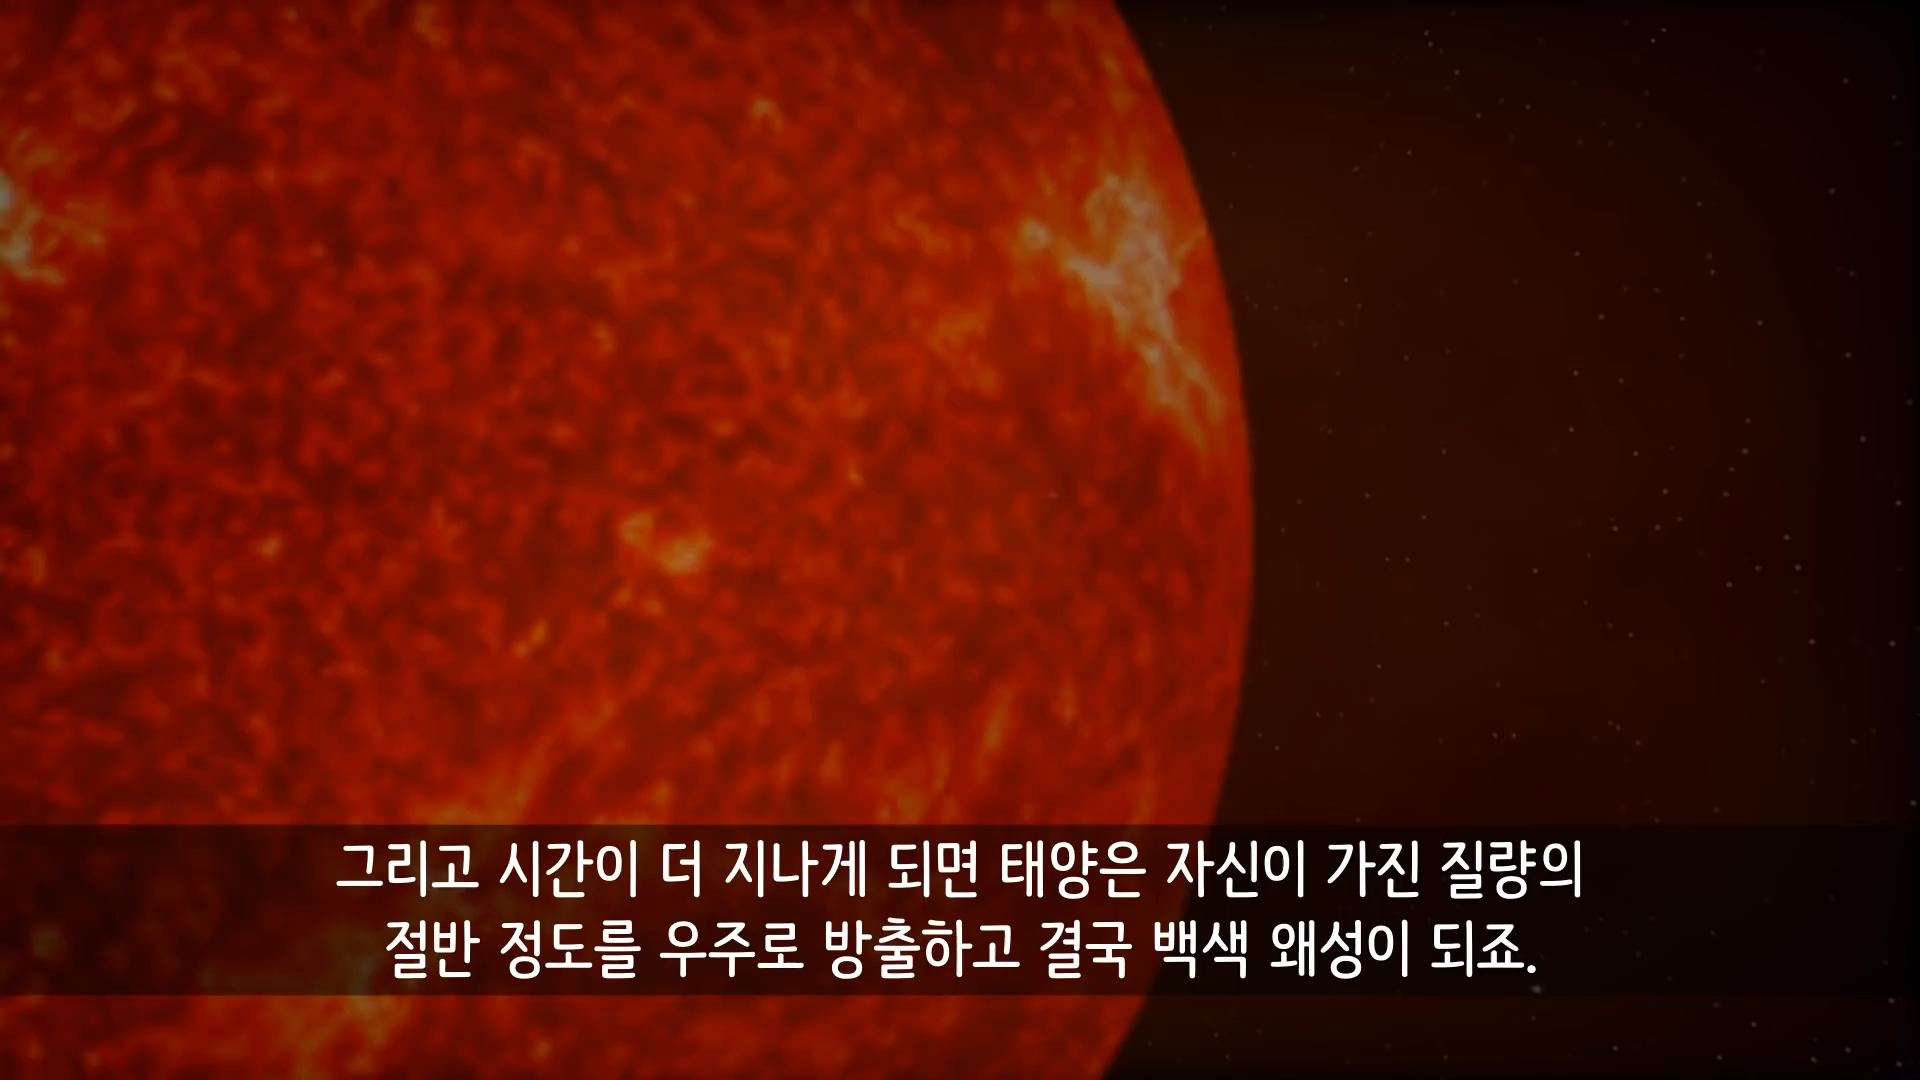 그리고 시간이 더 지나게 되면 태양은 자신이 가진 질량의
절반 정도를 우주로 방출하고 결국 백색 왜성이 되죠.